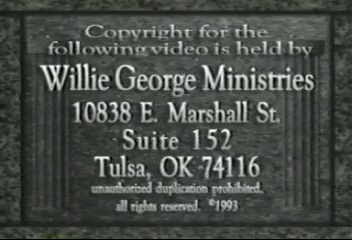 Copyright for the
following video is held by
Willie George Ministries
10838 E. Marshall St.
Suite 152
Tulsa, OK 74116
unauthorized duplication prohibited.
all rights reserved. ©1993